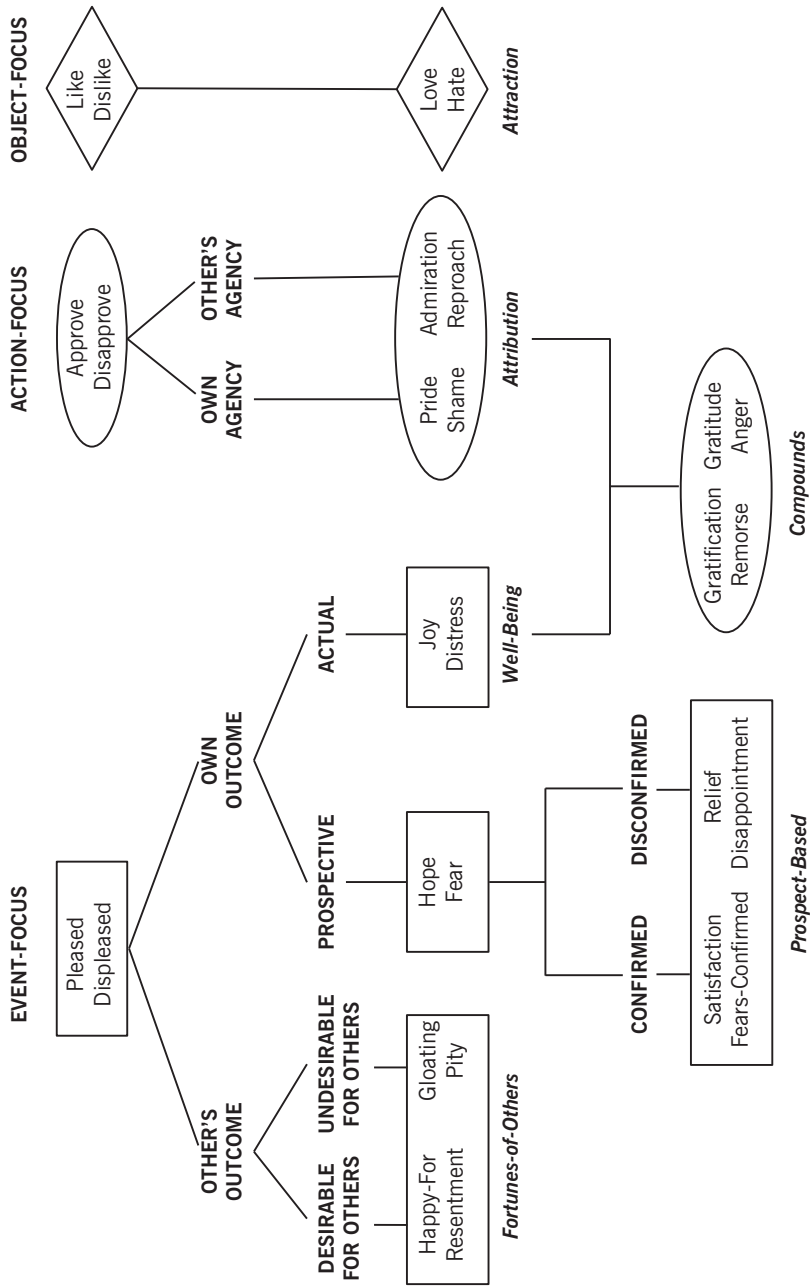 EVENT-FOCUS
ACTION-FOCUS
OBJECT-FOCUS
Pleased
Displeased
Approve
Disapprove
Like
Dislike
OTHER'S
OUTCOME
OWN
OUTCOME
OWN
AGENCY
OTHER'S
AGENCY
DESIRABLE
FOR OTHERS
UNDESIRABLE
FOR OTHERS
PROSPECTIVE
ACTUAL
Happy-For
Resentment
Gloating
Pity
Hope
Fear
Joy
Distress
Pride
Shame
Admiration
Reproach
Love
Hate
Fortunes-of-Others
Well-Being
Attribution
Attraction
CONFIRMED
DISCONFIRMED
Satisfaction
Fears-Confirmed
Relief
Disappointment
Gratification
Remorse
Gratitude
Anger
Prospect-Based
Compounds